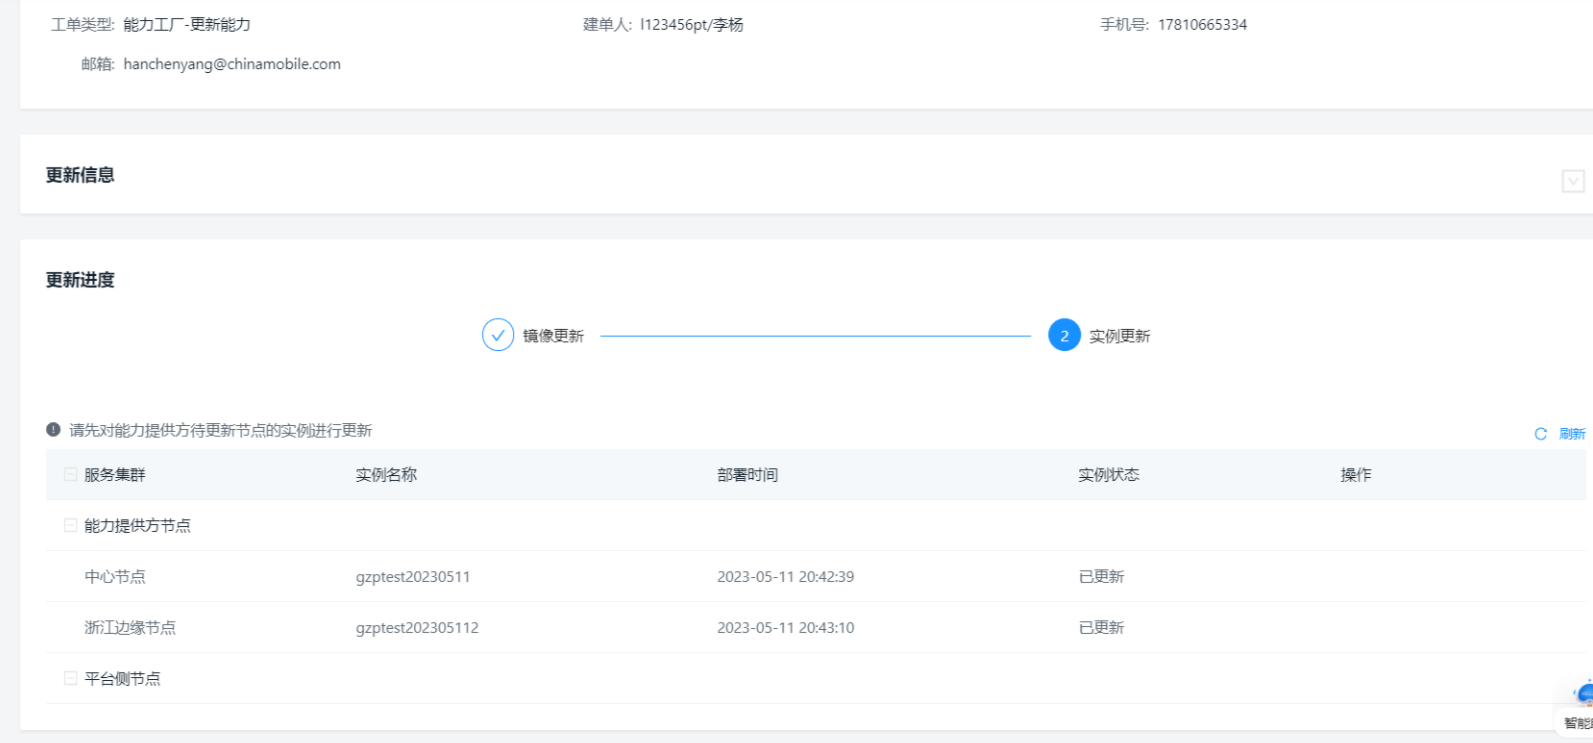 工单类型: 能力工厂-更新能力 建单人: l123456pt/李杨 手机号: 17810665334
邮箱: hanchenyang@chinamobile.com
更新信息
更新进度
镜像更新 2 实例更新
请先对能力提供方待更新节点的实例进行更新 刷新
服务集群 实例名称 部署时间 实例状态 操作
能力提供方节点
中心节点 gzptest20230511 2023-05-11 20:42:39 已更新
浙江边缘节点 gzptest202305112 2023-05-11 20:43:10 已更新
平台侧节点
智能